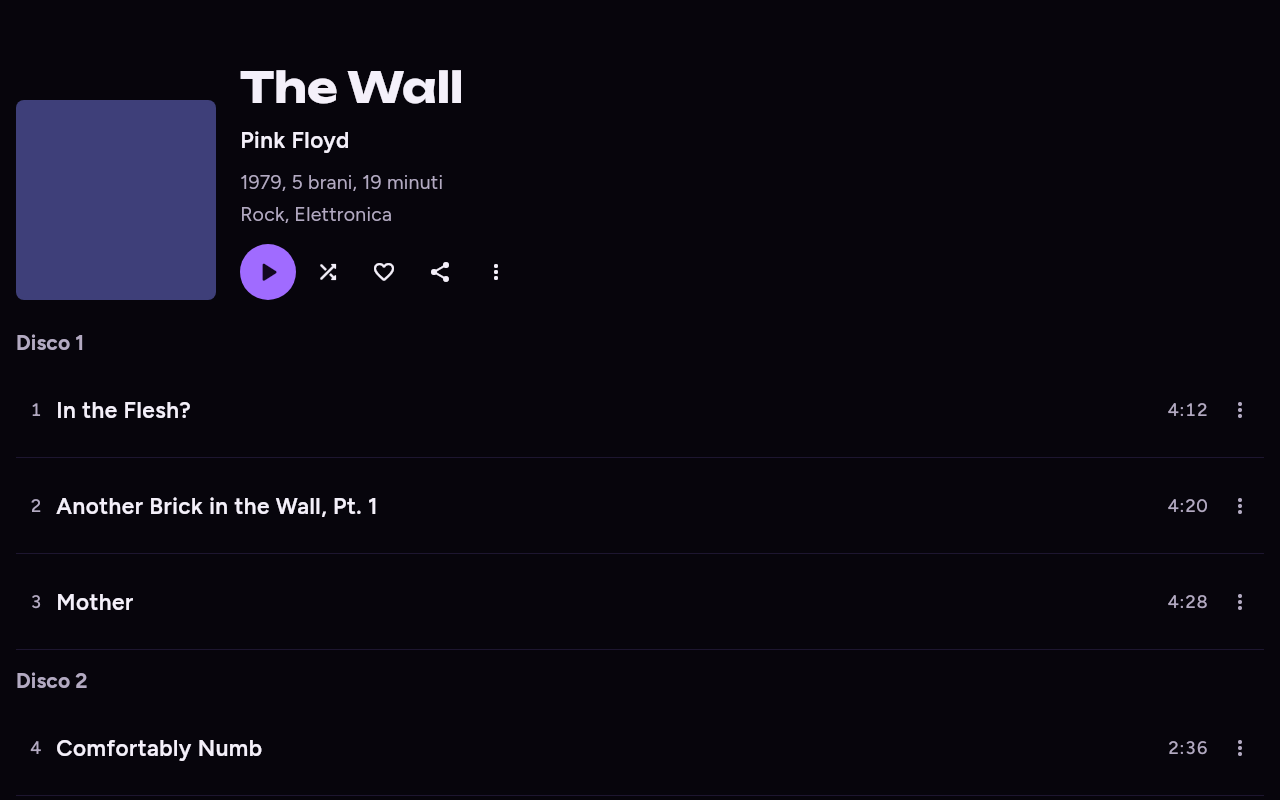 The Wall
Pink Floyd
1979, 5 brani, 19 minuti
Rock, Elettronica
Disco 1
1 In the Flesh? 4:12
2 Another Brick in the Wall, Pt. 1 4:20
3 Mother 4:28
Disco 2
4 Comfortably Numb 2:36